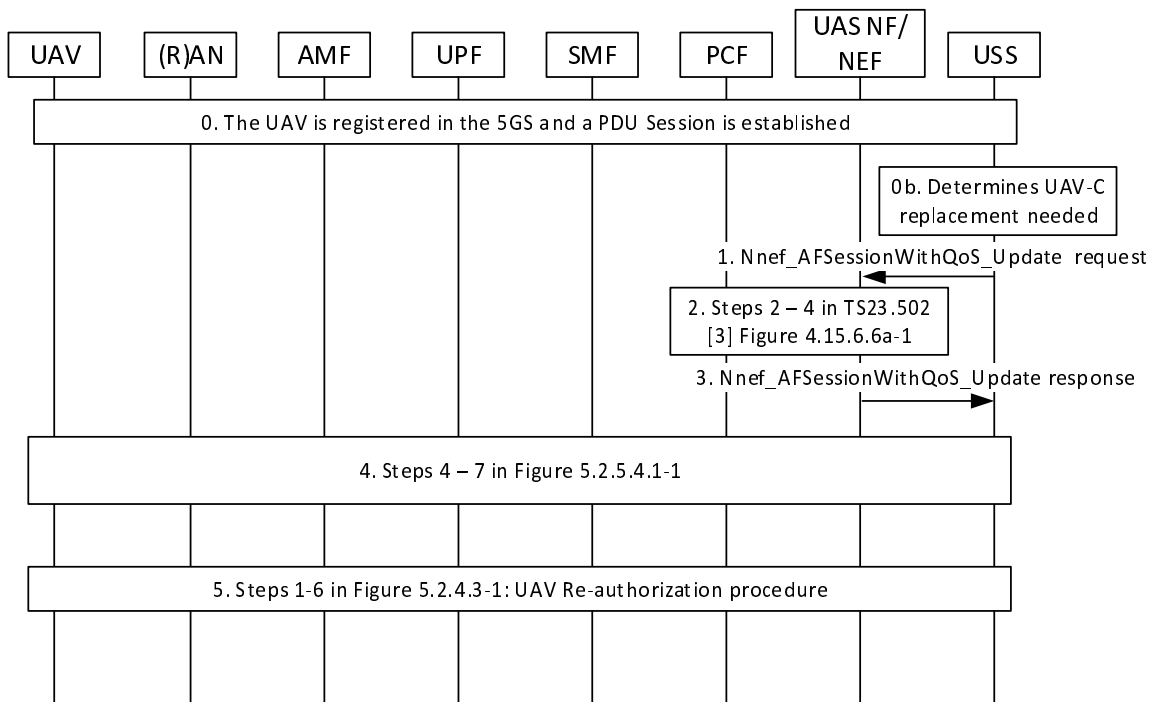 UAV
(R)AN
AMF
UPF
SMF
PCF
UAS NF/
NEF
USS
0. The UAV is registered in the 5GS and a PDU Session is established
0b. Determines UAV-C
replacement needed
1. Nnef_AFSessionWithQoS_Update request
2. Steps 2 – 4 in TS23.502
[3] Figure 4.15.6.6a-1
3. Nnef_AFSessionWithQoS_Update response
4. Steps 4 – 7 in Figure 5.2.5.4.1-1
5. Steps 1-6 in Figure 5.2.4.3-1: UAV Re-authorization procedure